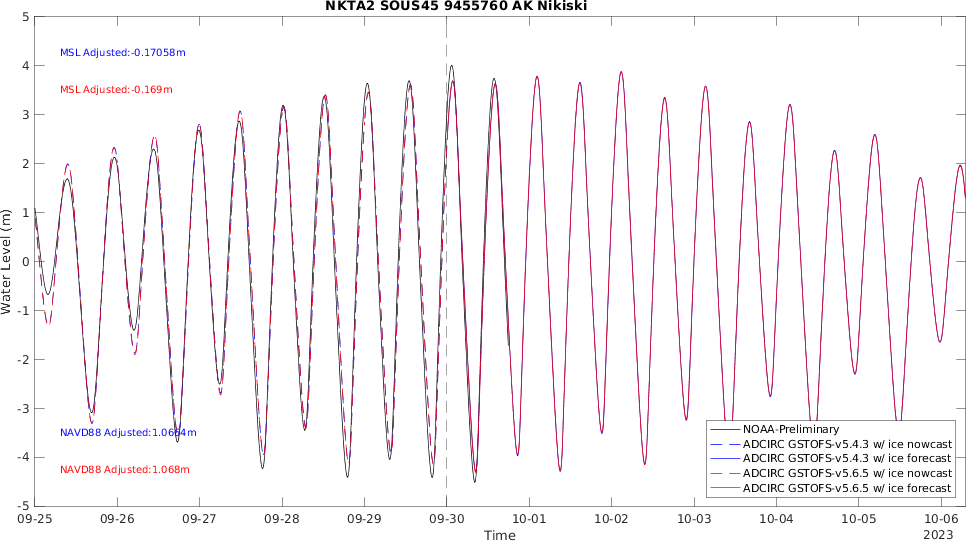 NKTA2 SOUS45 9455760 AK Nikiski
5
4
3
2
1
0
-1
-2
-3
-4
-5
Water Level (m)
MSL Adjusted:-0.17058m
MSL Adjusted:-0.169m
NAVD88 Adjusted:1.0664m
NAVD88 Adjusted:1.068m
NOAA-Preliminary
ADCIRC GSTOFS-v5.4.3 w/ ice nowcast
ADCIRC GSTOFS-v5.4.3 w/ ice forecast
ADCIRC GSTOFS-v5.6.5 w/ ice nowcast
ADCIRC GSTOFS-v5.6.5 w/ ice forecast
09-25 09-26 09-27 09-28 09-29 09-30 10-01 10-02 10-03 10-04 10-05 10-06
Time
2023